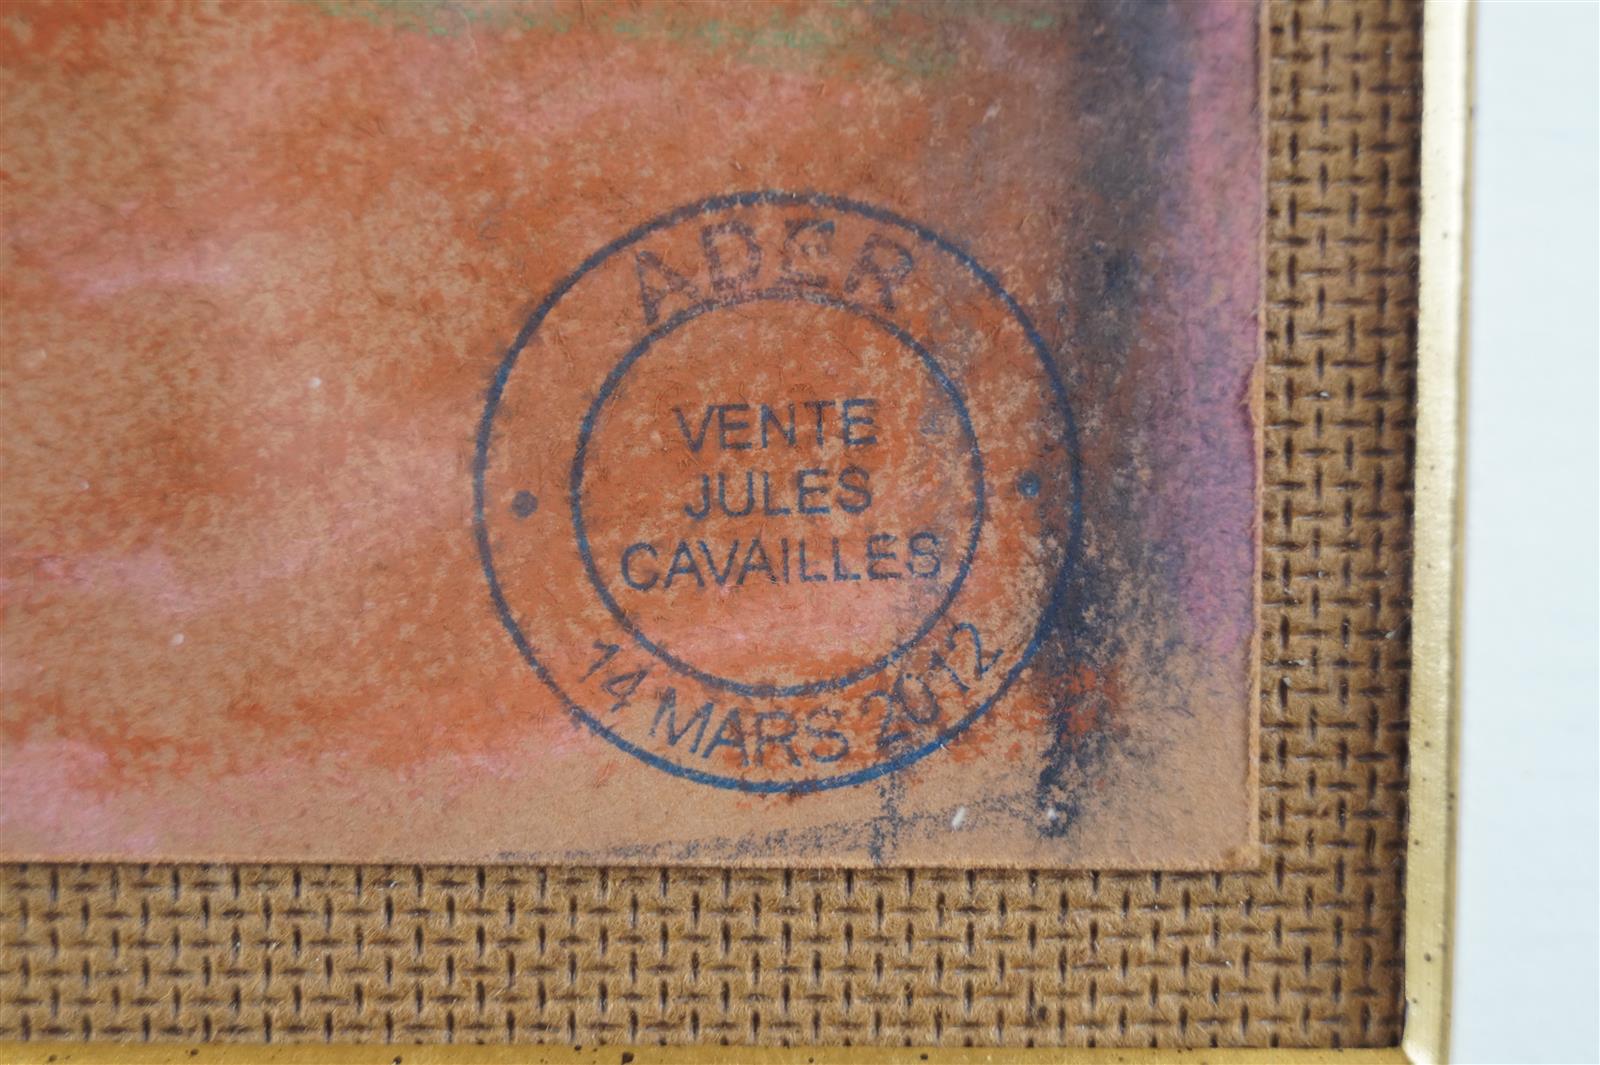 ADER
VENTE
JULES
CAVAILLES
14 MARS 2012